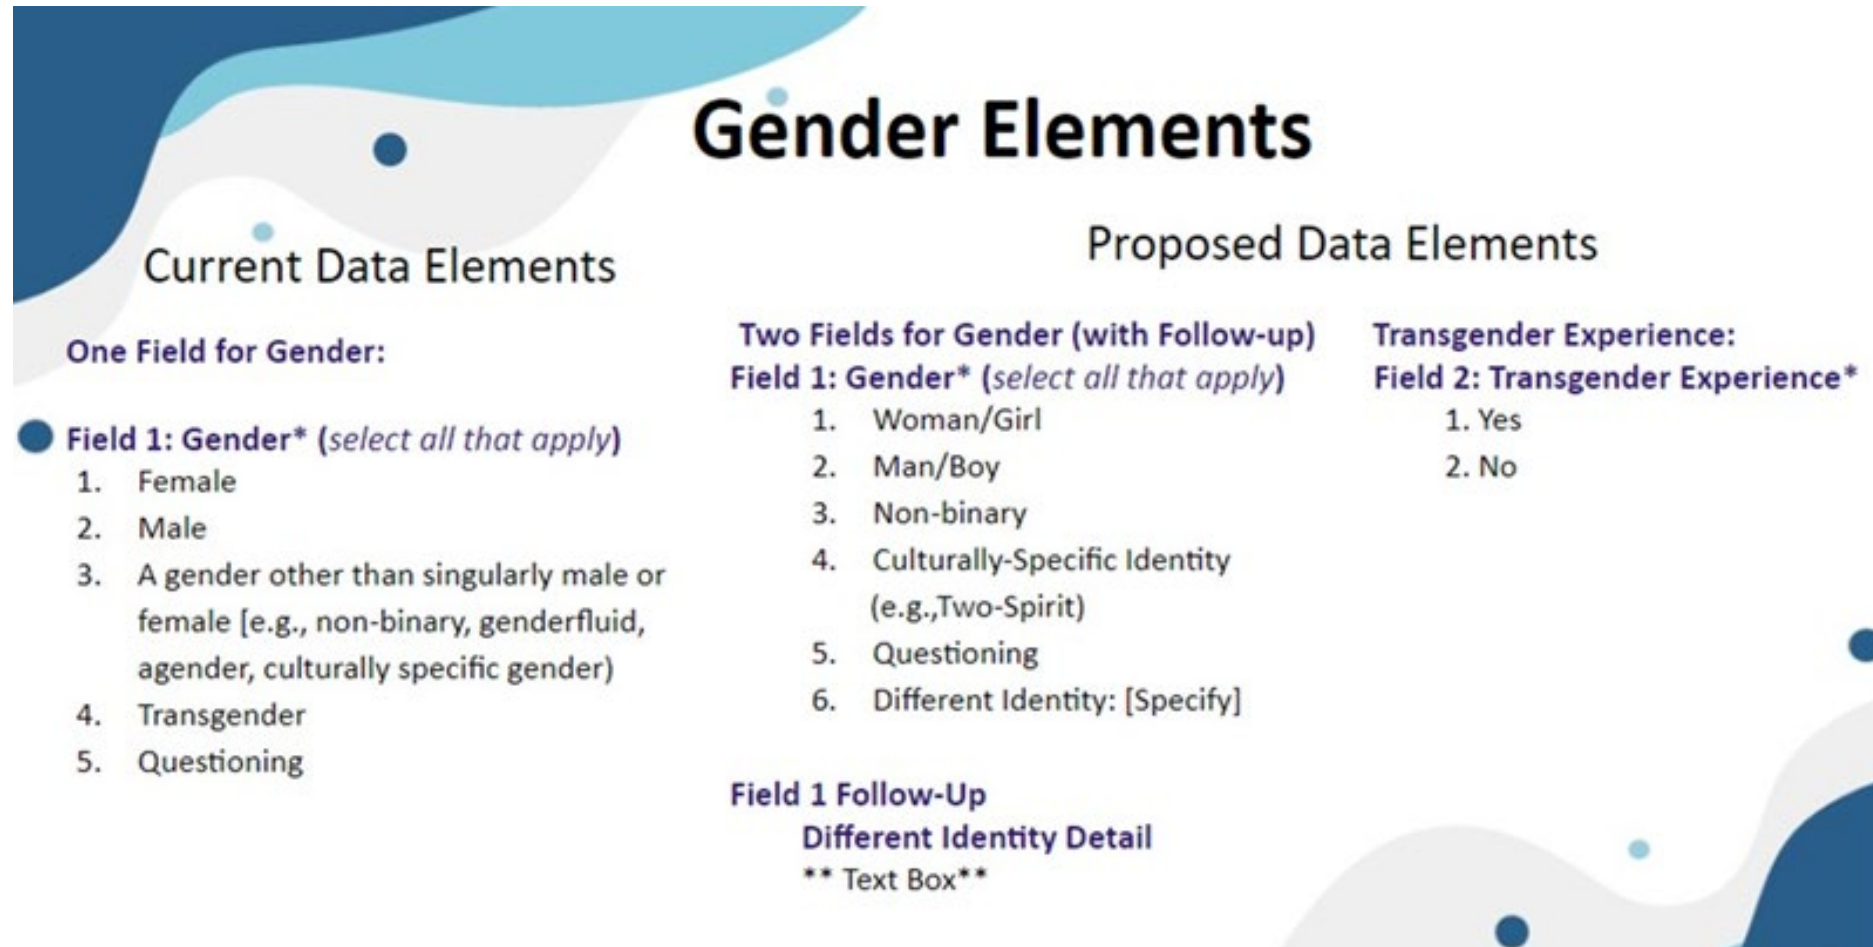 Gender Elements
Current Data Elements
One Field for Gender:
Field 1: Gender* (select all that apply)
1. Female
2. Male
3. A gender other than singularly male or
female [e.g., non-binary, genderfluid,
agender, culturally specific gender)
4. Transgender
5. Questioning
Proposed Data Elements
Two Fields for Gender (with Follow-up)
Field 1: Gender* (select all that apply)
1. Woman/Girl
2. Man/Boy
3. Non-binary
4. Culturally-Specific Identity
(e.g.,Two-Spirit)
5. Questioning
6. Different Identity: [Specify]
Field 1 Follow-Up
Different Identity Detail
** Text Box**
Transgender Experience:
Field 2: Transgender Experience*
1. Yes
2. No